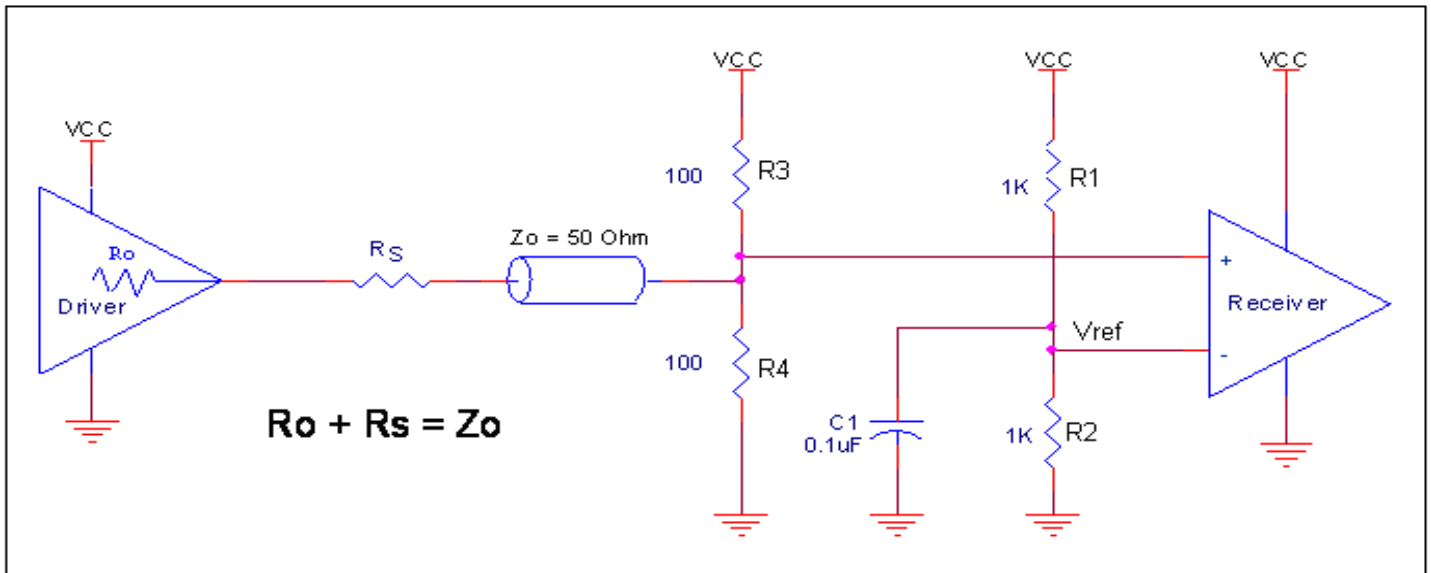 VCC
VCC
VCC
VCC
R3
100
R1
1K
Zo = 50 Ohm
Ro
RS
+
Driver
Receiver
Vref
-
R4
100
Ro + Rs = Zo
C1
0.1uF
R2
1K